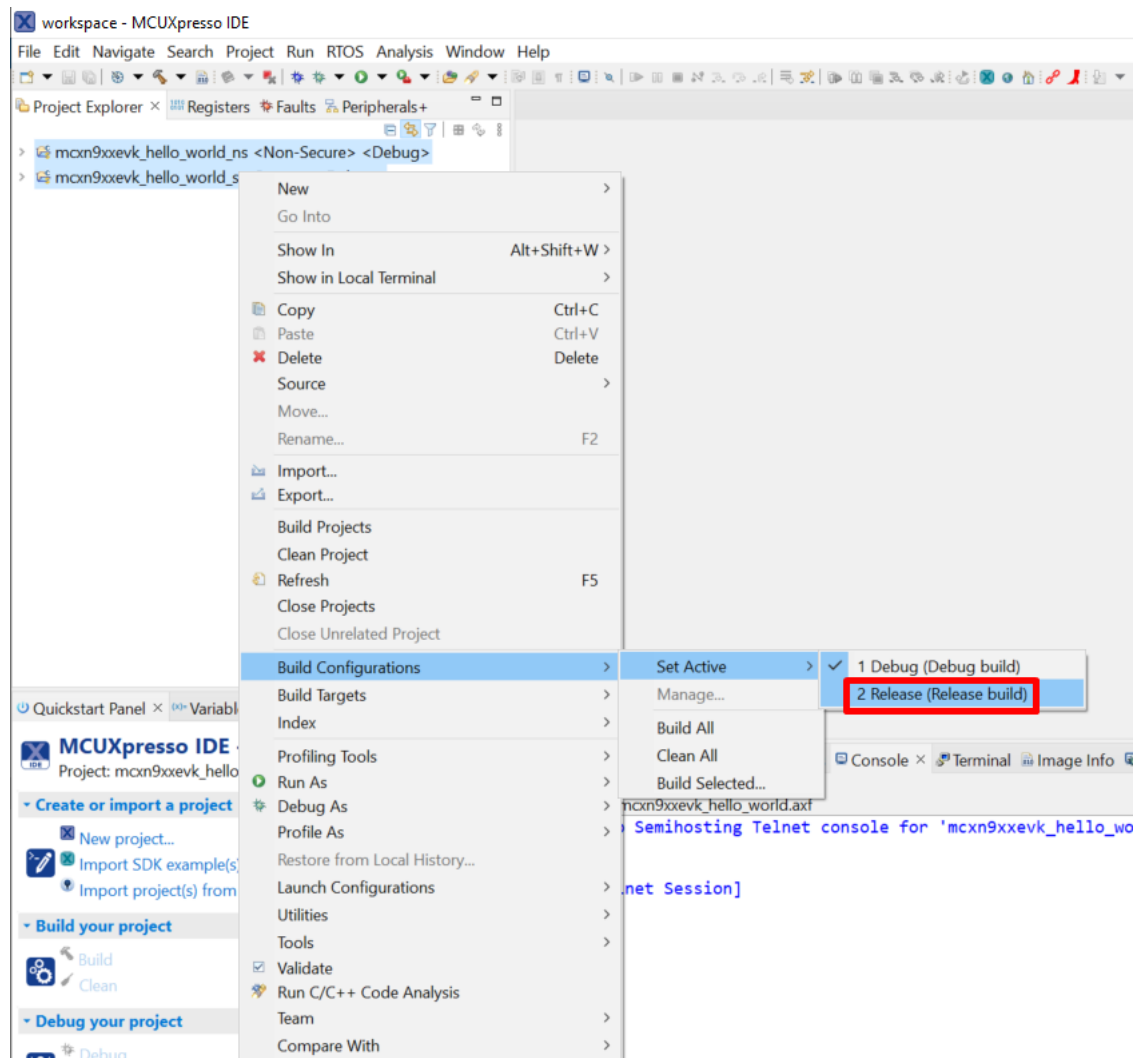 workspace - MCUXpresso IDE
File Edit Navigate Search Project Run RTOS Analysis Window Help
Project Explorer Registers Faults Peripherals+
mcxn9xxevk_hello_world_ns <Non-Secure> <Debug>
mcxn9xxevk_hello_world_s
New
Go Into
Show In Alt+Shift+W
Show in Local Terminal
Copy Ctrl+C
Paste Ctrl+V
Delete Delete
Source
Move...
Rename... F2
Import...
Export...
Build Projects
Clean Project
Refresh F5
Close Projects
Close Unrelated Project
Build Configurations
Build Targets
Index
Profiling Tools
Run As
Debug As
Profile As
Restore from Local History...
Launch Configurations
Utilities
Tools
Validate
Run C/C++ Code Analysis
Team
Compare With
Set Active
Manage...
Build All
Clean All
Build Selected...
1 Debug (Debug build)
2 Release (Release build)
Quickstart Panel Variabl
MCUXpresso IDE -
IDE
Project: mcxn9xxevk_hello
Create or import a project
New project...
Import SDK example(s)
Import project(s) from
Build your project
Build
Clean
Debug your project
Debug
Console Terminal Image Info
mcxn9xxevk_hello_world.axf
Semihosting Telnet console for 'mcxn9xxevk_hello_wo
net Session]